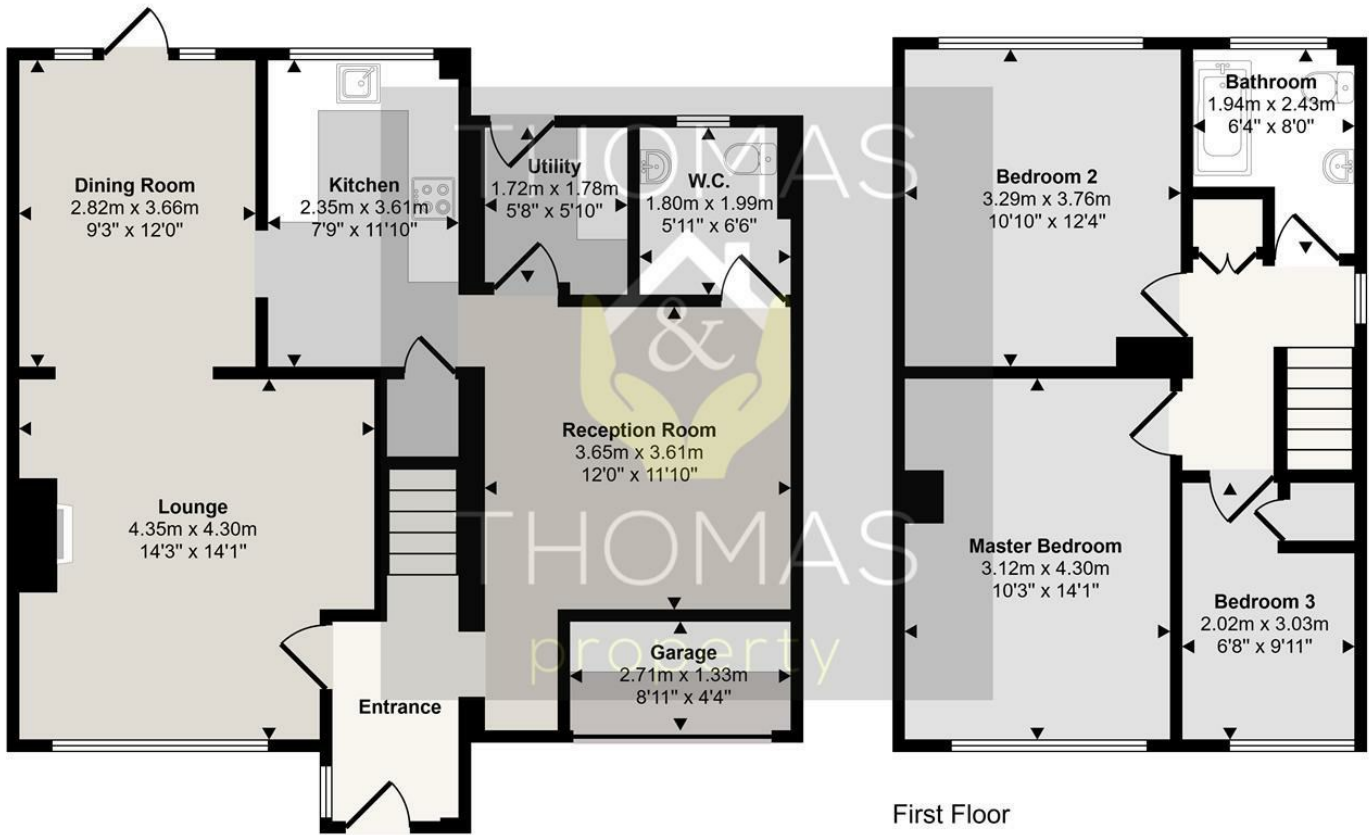 Dining Room
2.82m x 3.66m
9'3" x 12'0"
Kitchen
2.35m x 3.61m
7'9" x 11'10"
Utility
1.72m x 1.78m
5'8" x 5'10"
W.C.
1.80m x 1.99m
5'11" x 6'6"
Reception Room
3.65m x 3.61m
12'0" x 11'10"
Lounge
4.35m x 4.30m
14'3" x 14'1"
Entrance
Garage
2.71m x 1.33m
8'11" x 4'4"
THOMAS
&
THOMAS
property
Bedroom 2
3.29m x 3.76m
10'10" x 12'4"
Bathroom
1.94m x 2.43m
6'4" x 8'0"
Master Bedroom
3.12m x 4.30m
10'3" x 14'1"
Bedroom 3
2.02m x 3.03m
6'8" x 9'11"
First Floor